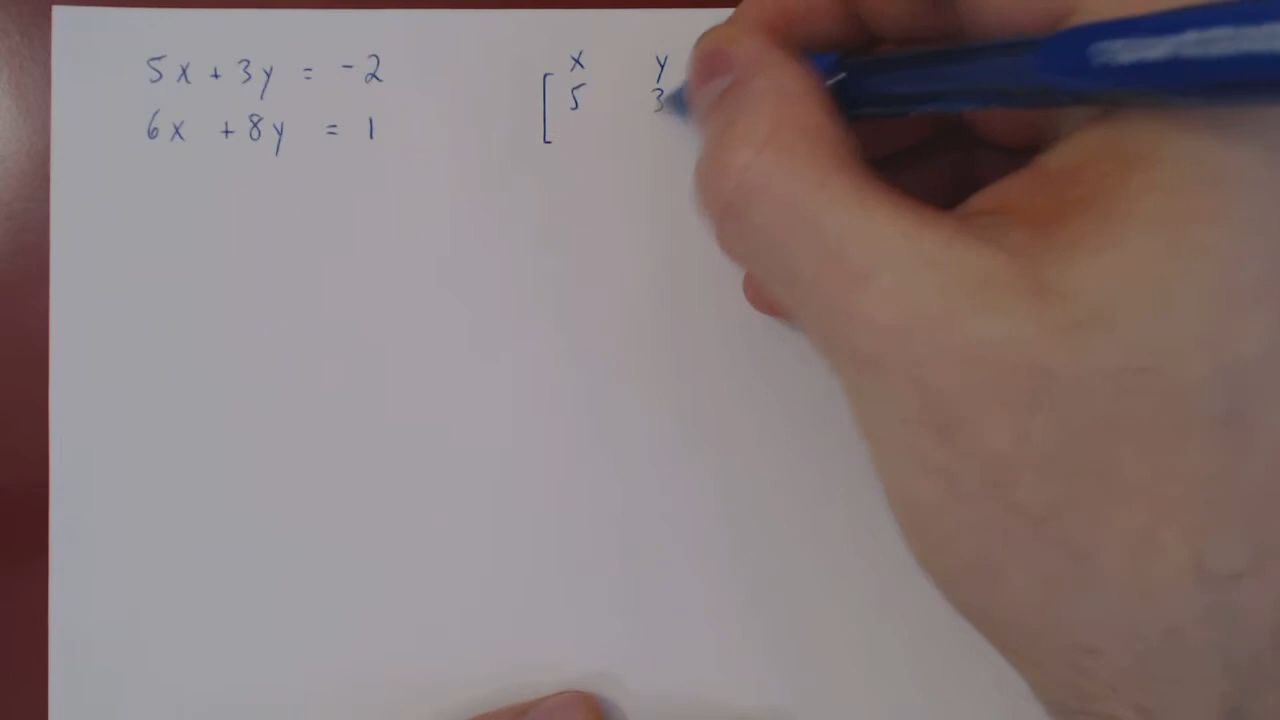 5x + 3y = -2
6x + 8y = 1
x y
[ 5 3